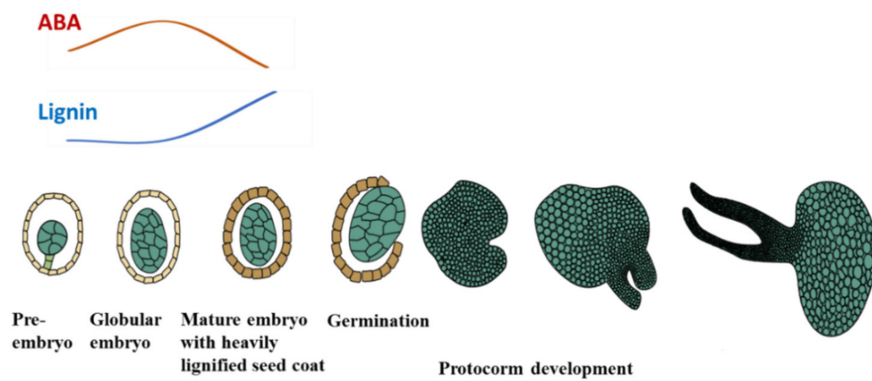 ABA
Lignin
Pre-
embryo
Globular
embryo
Mature embryo
with heavily
lignified seed coat
Germination
Protocorm development